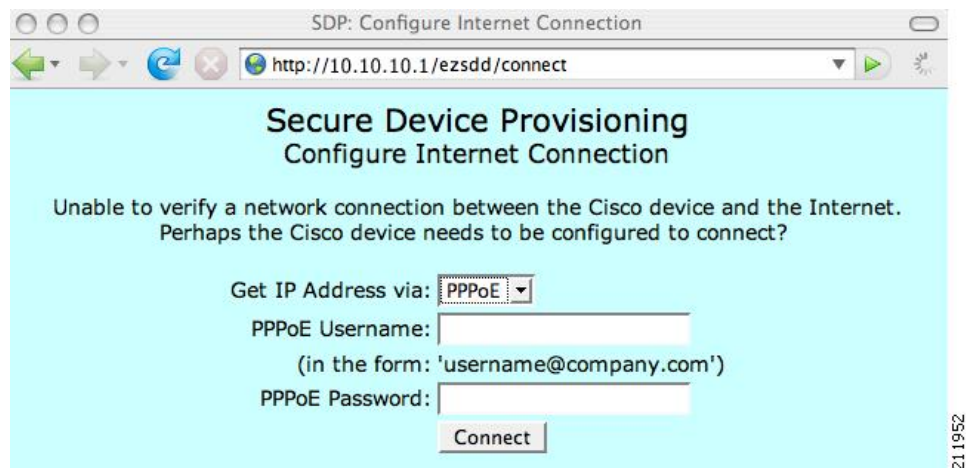 SDP: Configure Internet Connection
http://10.10.10.1/ezsdd/connect
Secure Device Provisioning
Configure Internet Connection
Unable to verify a network connection between the Cisco device and the Internet.
Perhaps the Cisco device needs to be configured to connect?
Get IP Address via: PPPoE
PPPoE Username:
(in the form: 'username@company.com')
PPPoE Password:
Connect
211952